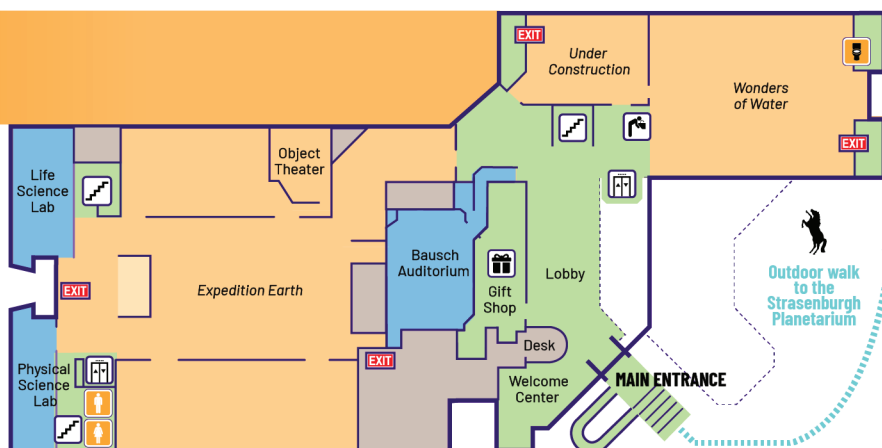 EXIT
Under
Construction
Wonders
of Water
EXIT
Object
Theater
Life
Science
Lab
Bausch
Auditorium
Lobby
Expedition Earth
EXIT
Gift
Shop
Outdoor walk
to the
Strasenburgh
Planetarium
Desk
EXIT
Physical
Science
Lab
Welcome
Center
MAIN ENTRANCE